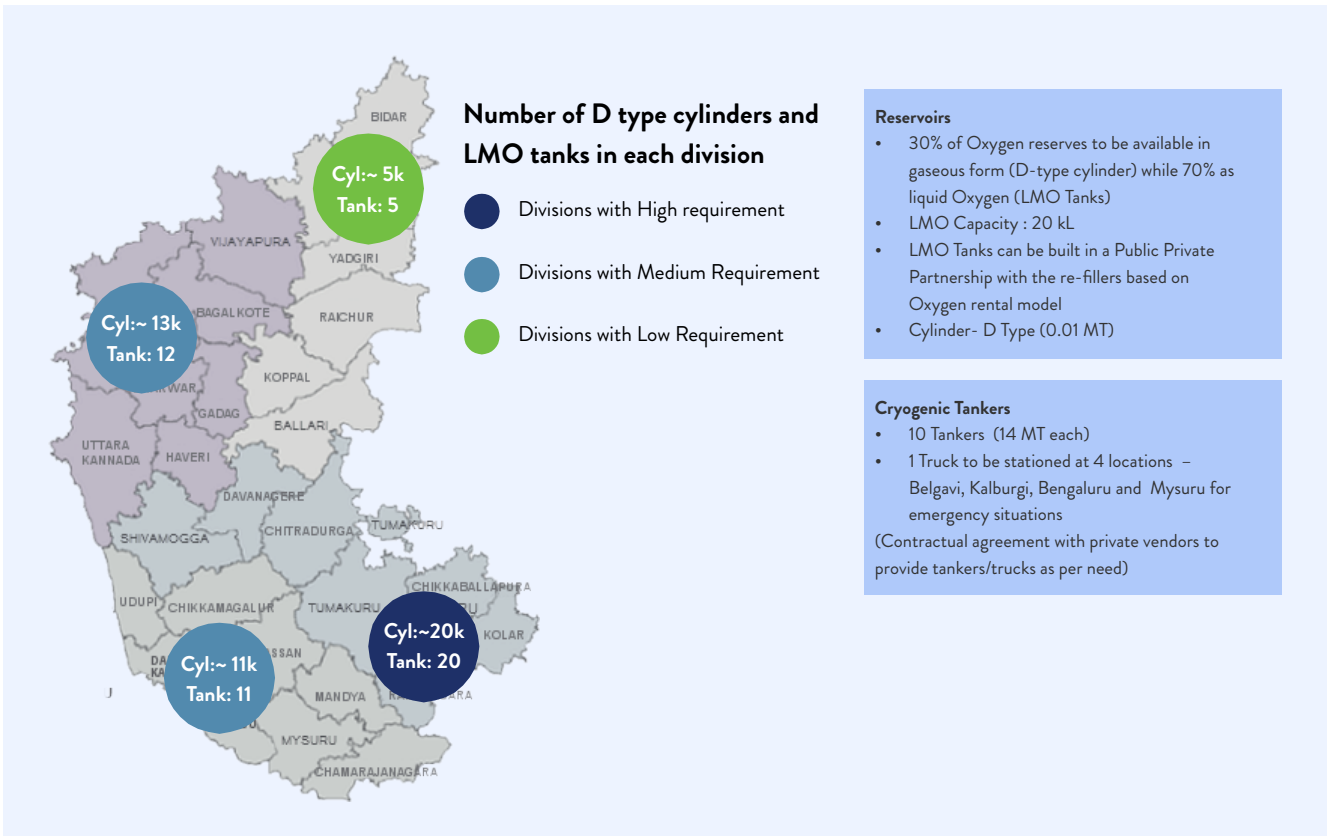 Number of D type cylinders and
LMO tanks in each division
Divisions with High requirement
Divisions with Medium Requirement
Divisions with Low Requirement
BIDAR
Cyl:~ 5k
Tank: 5
VIJAYAPURA
YADGIRI
BAGALKOTE
RAICHUR
Cyl:~ 13k
Tank: 12
KOPPAL
GADAG
BALLARI
UTTARA
KANNADA
HAVERI
DAVANAGERE
SHIVAMOGGA
CHITRADURGA
TUMAKURU
CHIKKABALLAPURA
UDUPI
CHIKKAMAGALUR
TUMAKURU
KOLAR
Cyl:~20k
Tank: 20
Cyl:~ 11k
Tank: 11
MANDYA
J
MYSURU
CHAMARAJANAGARA
Reservoirs
• 30% of Oxygen reserves to be available in
gaseous form (D-type cylinder) while 70% as
liquid Oxygen (LMO Tanks)
• LMO Capacity : 20 kL
• LMO Tanks can be built in a Public Private
Partnership with the re-fillers based on
Oxygen rental model
• Cylinder- D Type (0.01 MT)
Cryogenic Tankers
• 10 Tankers (14 MT each)
• 1 Truck to be stationed at 4 locations –
Belgavi, Kalburgi, Bengaluru and Mysuru for
emergency situations
(Contractual agreement with private vendors to
provide tankers/trucks as per need)